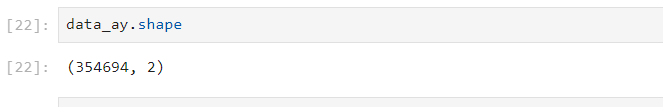 [22]: data_ay.shape
[22]: (354694, 2)